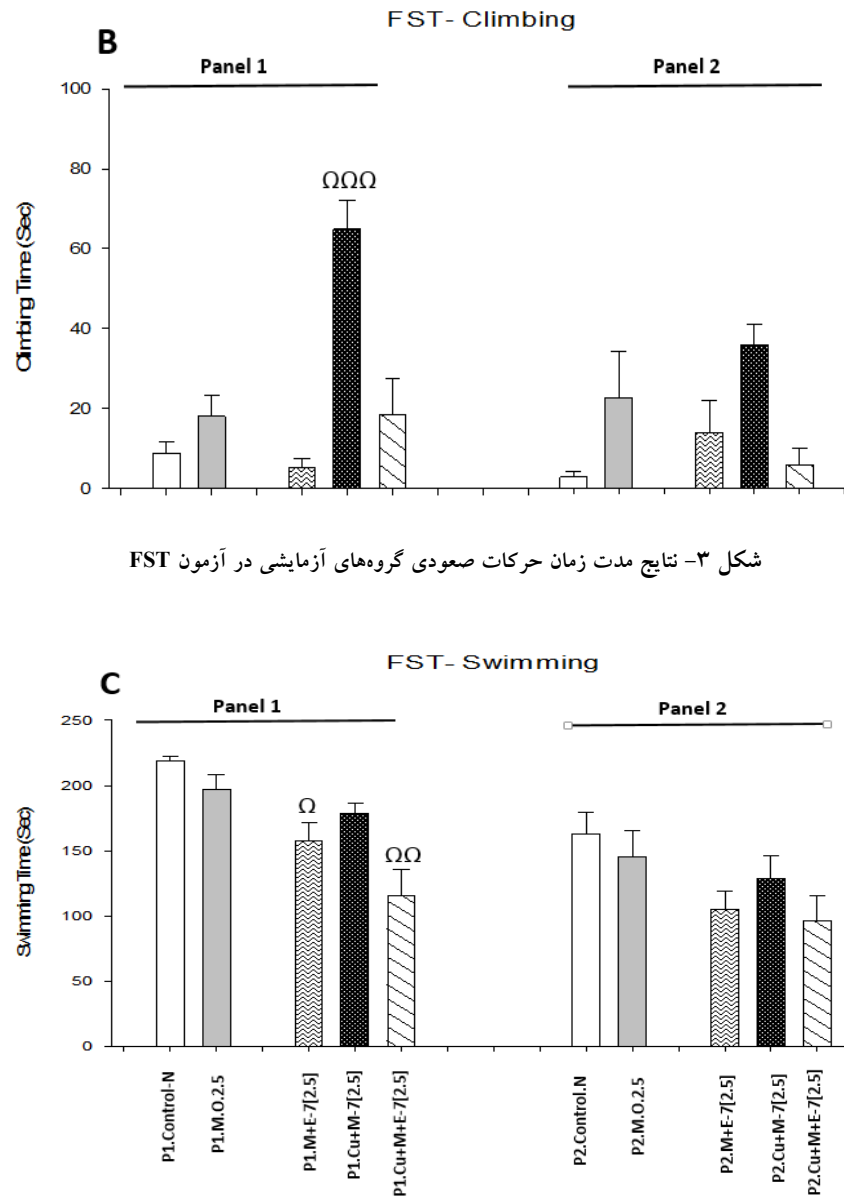 FST- Climbing
B
Panel 1
Panel 2
100
80
60
40
20
0
Climbing Time (Sec)
ΩΩΩ
شکل ۳- نتایج مدت زمان حرکات صعودی گروه‌های آزمایشی در آزمون FST
FST- Swimming
C
Panel 1
Panel 2
250
200
150
100
50
0
Swimming Time (Sec)
Ω
ΩΩ
P1.Control-N
P1.M.O.2.5
P1.M+E-7[2.5]
P1.Cu+M-7[2.5]
P1.Cu+M+E-7[2.5]
P2.Control.N
P2.M.O.2.5
P2.M+E-7[2.5]
P2.Cu+M-7[2.5]
P2.Cu+M+E-7[2.5]